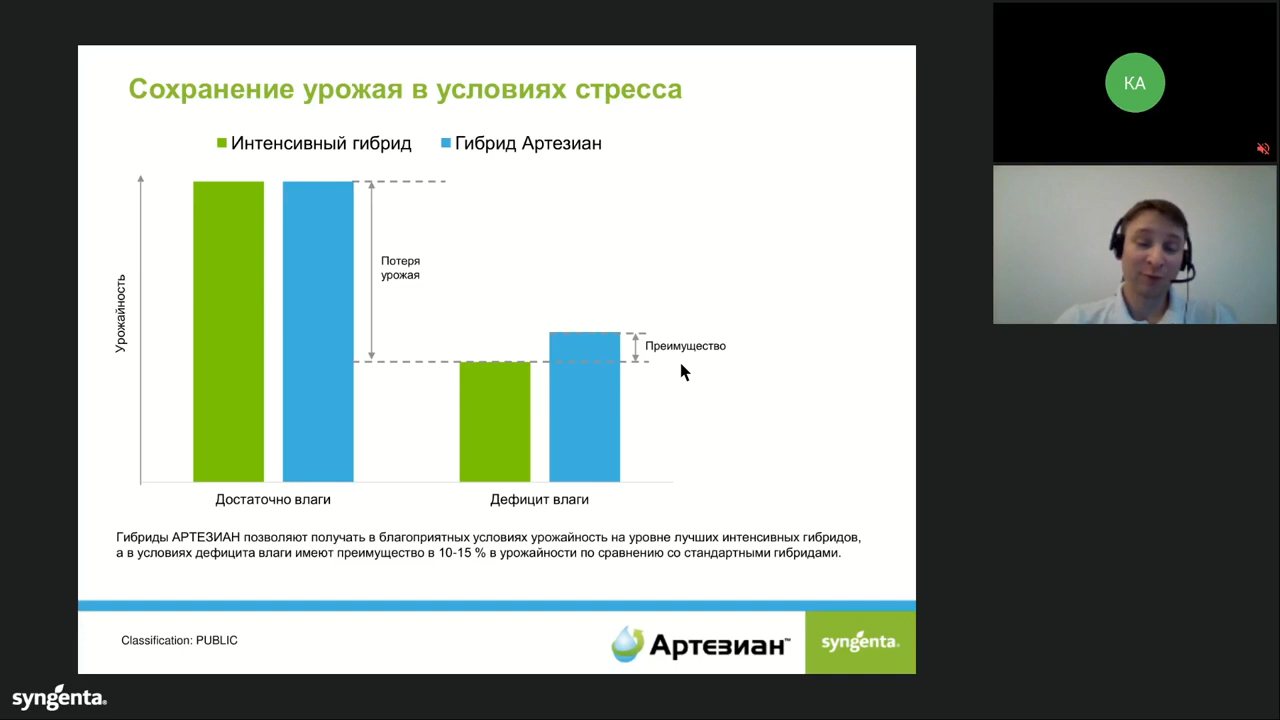 Сохранение урожая в условиях стресса
Интенсивный гибрид
Гибрид Артезиан
KA
Урожайность
Потеря
урожая
Преимущество
Достаточно влаги
Дефицит влаги
Гибриды АРТЕЗИАН позволяют получать в благоприятных условиях урожайность на уровне лучших интенсивных гибридов,
а в условиях дефицита влаги имеют преимущество в 10-15 % в урожайности по сравнению со стандартными гибридами.
Classification: PUBLIC
Артезиан™
syngenta®
syngenta®